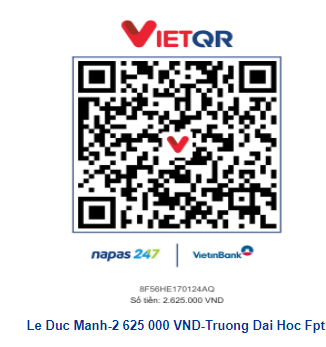 VIETQR
napas 247 | VietinBank
8F56HE170124AQ
Số tiền: 2.625.000 VND
Le Duc Manh-2 625 000 VND-Truong Dai Hoc Fpt